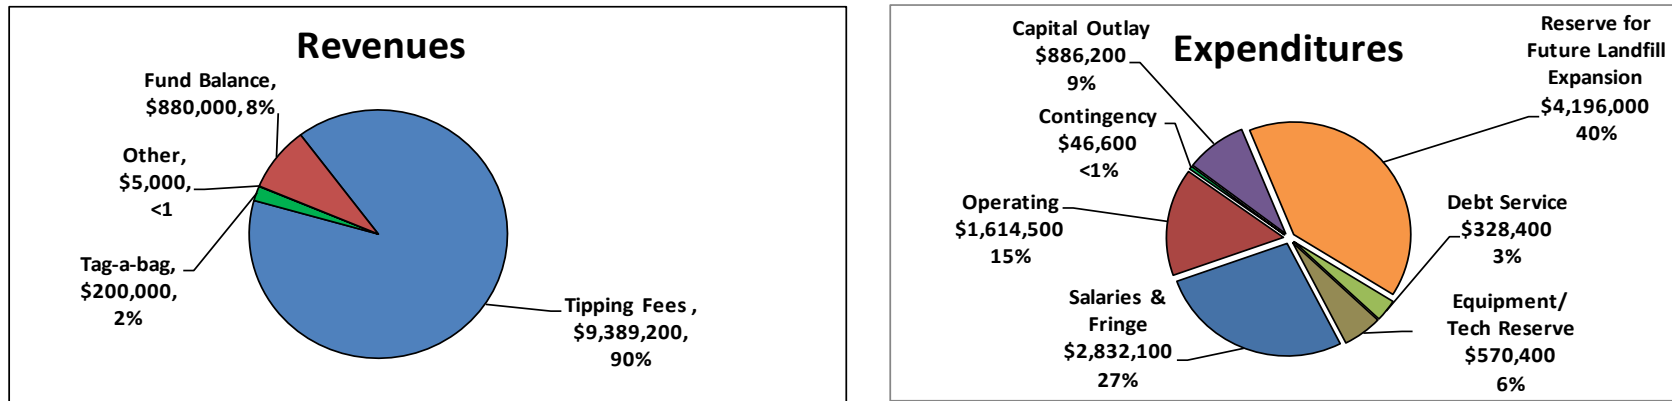 Revenues
Fund Balance,
$880,000, 8%
Other,
$5,000,
<1
Tag-a-bag,
$200,000,
2%
Tipping Fees ,
$9,389,200,
90%
Expenditures
Capital Outlay
$886,200
9%
Contingency
$46,600
<1%
Operating
$1,614,500
15%
Salaries &
Fringe
$2,832,100
27%
Reserve for
Future Landfill
Expansion
$4,196,000
40%
Debt Service
$328,400
3%
Equipment/
Tech Reserve
$570,400
6%